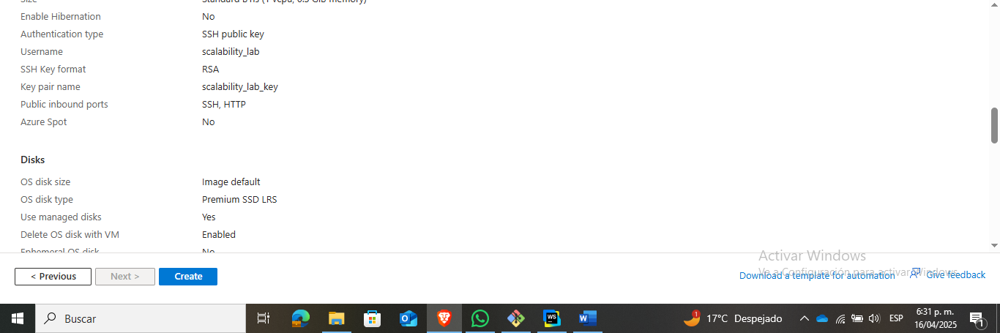 Size Standard B1ls (1 vcpu, 0.5 GiB memory)
Enable Hibernation No
Authentication type SSH public key
Username scalability_lab
SSH Key format RSA
Key pair name scalability_lab_key
Public inbound ports SSH, HTTP
Azure Spot No
Disks
OS disk size Image default
OS disk type Premium SSD LRS
Use managed disks Yes
Delete OS disk with VM Enabled
Ephemeral OS disk No
Activar Windows
Ve a Configuración para activar Windows.
< Previous Next > Create Download a template for automation Give feedback
Buscar WS W 1 17°C Despejado ESP 6:31 p. m.
16/04/2025 1